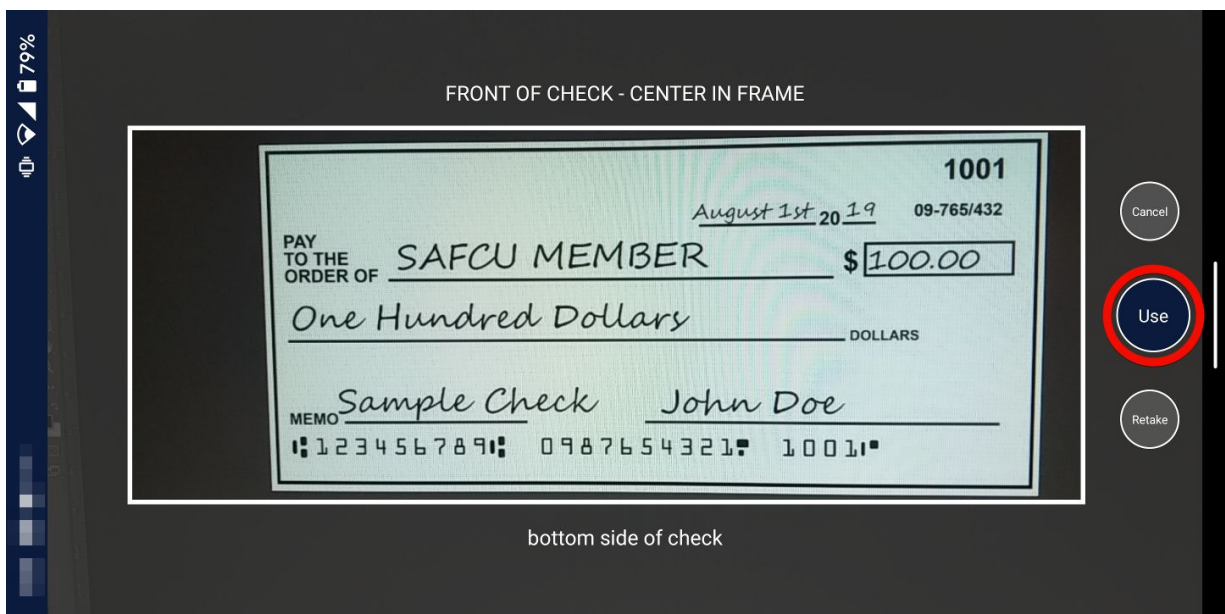 79%
FRONT OF CHECK - CENTER IN FRAME
1001
August 1st 20 19 09-765/432
PAY
TO THE
ORDER OF SAFCU MEMBER $ 100.00
One Hundred Dollars DOLLARS
MEMO Sample Check John Doe
⑆123456789⑆ 0987654321⑈ 1001⑈
bottom side of check
Cancel
Use
Retake